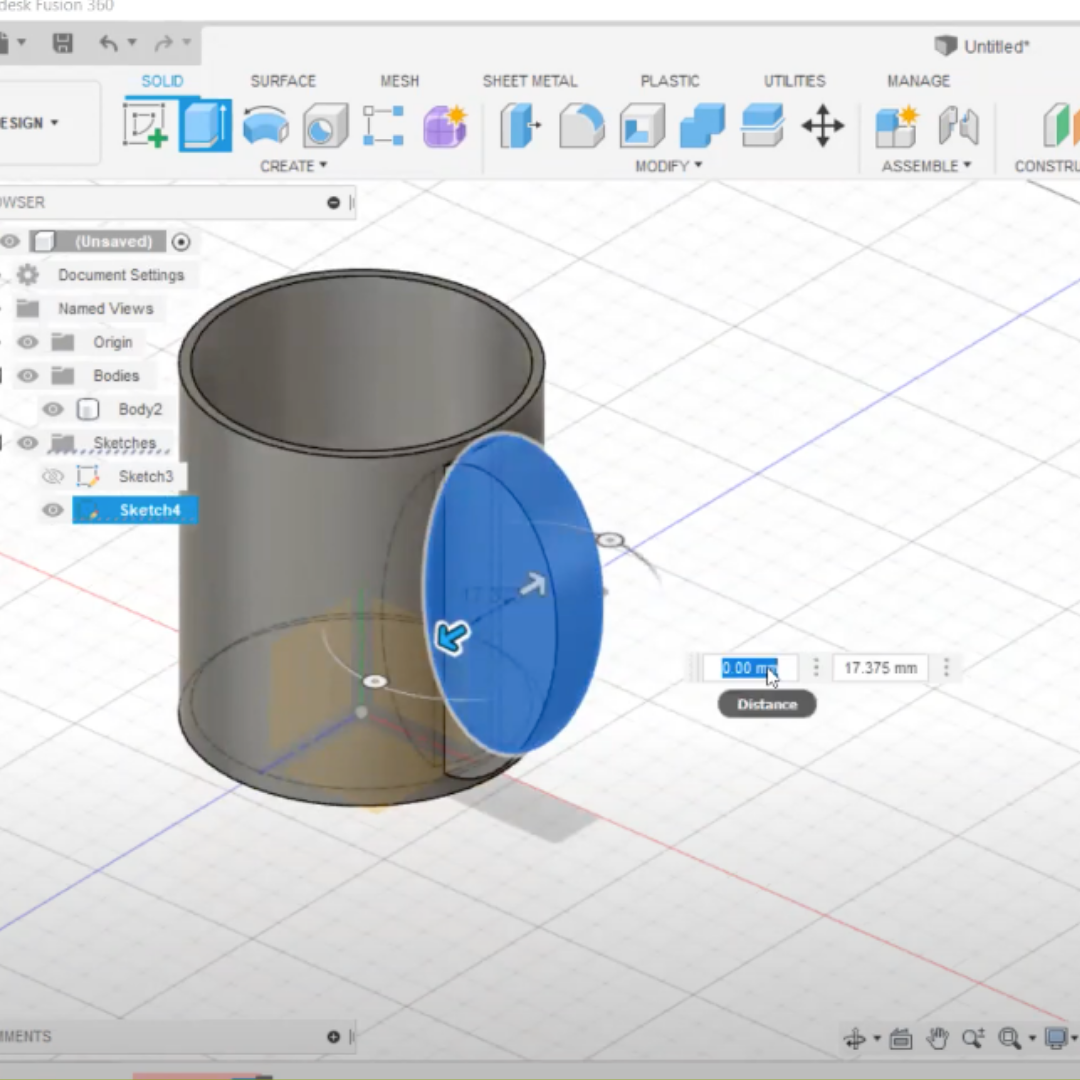 desk Fusion 360
Untitled*
SOLID SURFACE MESH SHEET METAL PLASTIC UTILITIES MANAGE
ESIGN
CREATE MODIFY ASSEMBLE CONSTRU
WSER
(Unsaved)
Document Settings
Named Views
Origin
Bodies
Body2
Sketches
Sketch3
Sketch4
0.00 mm 17.375 mm
Distance
MMENTS